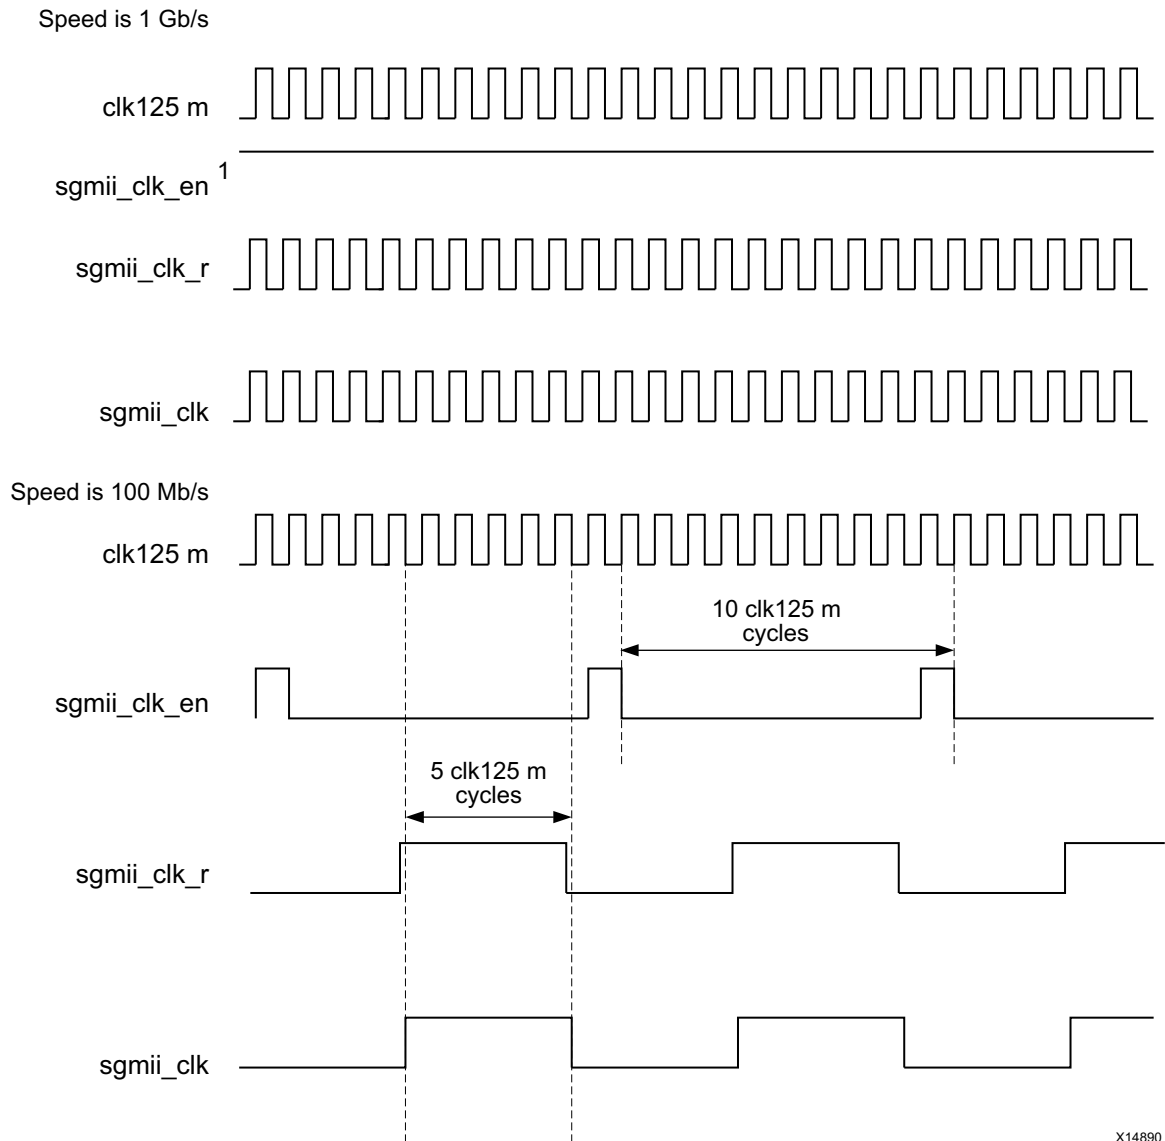 Speed is 1 Gb/s
clk125 m
1
sgmii_clk_en
sgmii_clk_r
sgmii_clk
Speed is 100 Mb/s
clk125 m
10 clk125 m
cycles
sgmii_clk_en
5 clk125 m
cycles
sgmii_clk_r
sgmii_clk
X14890